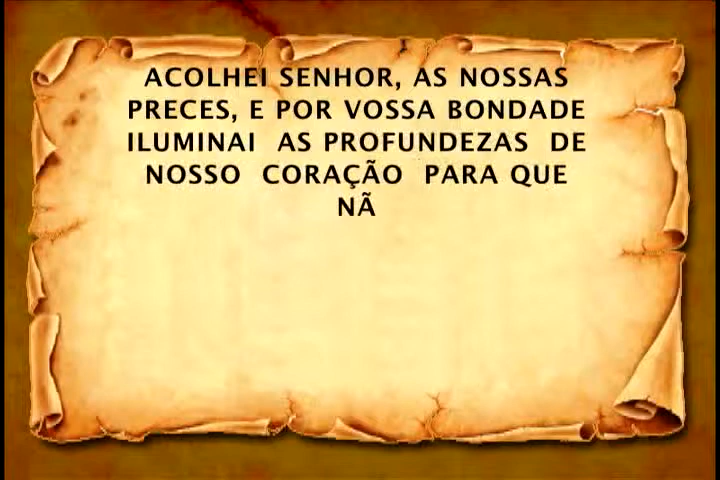 ACOLHEI SENHOR, AS NOSSAS
PRECES, E POR VOSSA BONDADE
ILUMINAI AS PROFUNDEZAS DE
NOSSO CORAÇÃO PARA QUE
NÃ